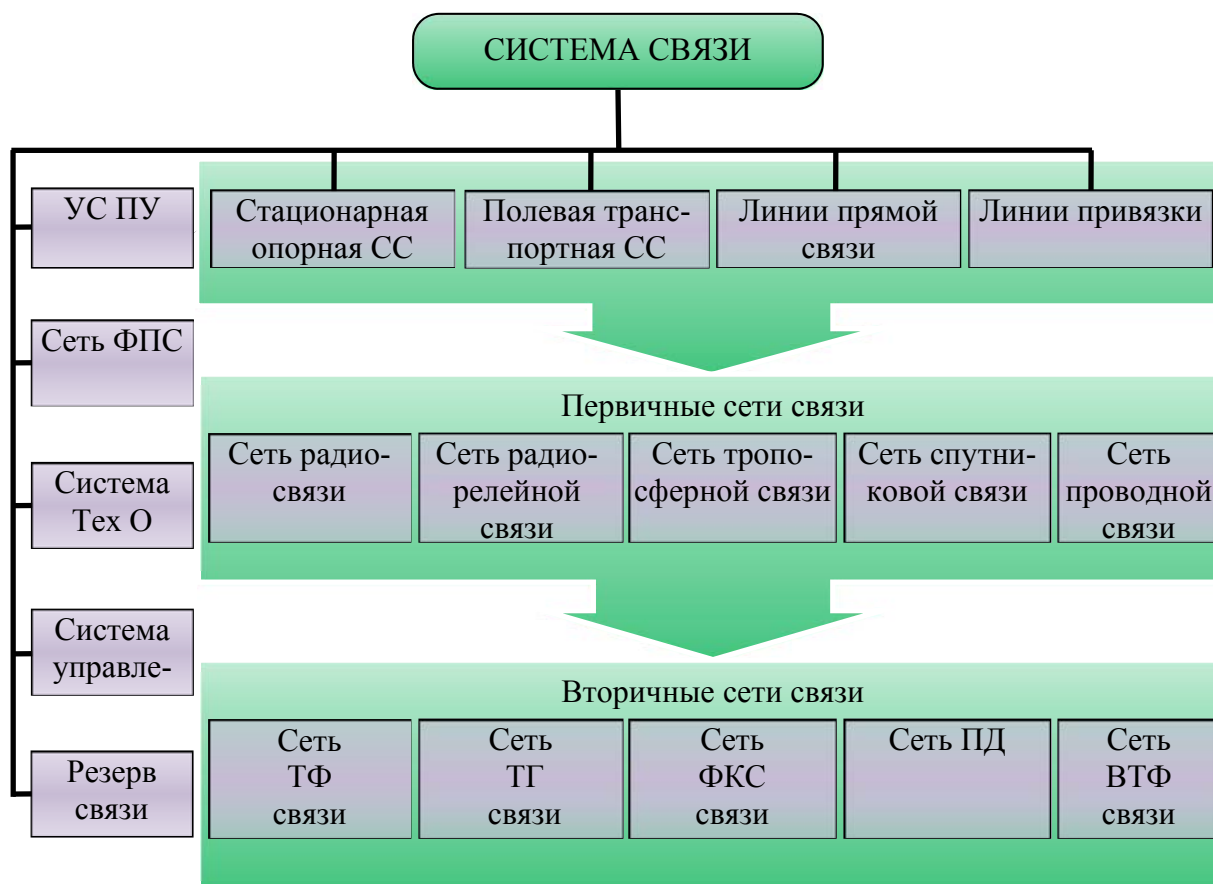 СИСТЕМА СВЯЗИ
УС ПУ
Сеть ФПС
Система
Тех О
Система
управле-
Резерв
связи
Стационарная
опорная СС
Полевая транс-
портная СС
Линии прямой
связи
Линии привязки
Первичные сети связи
Сеть радио-
связи
Сеть радио-
релейной
связи
Сеть тропо-
сферной связи
Сеть спутни-
ковой связи
Сеть
проводной
связи
Вторичные сети связи
Сеть
ТФ
связи
Сеть
ТГ
связи
Сеть
ФКС
связи
Сеть ПД
Сеть
ВТФ
связи